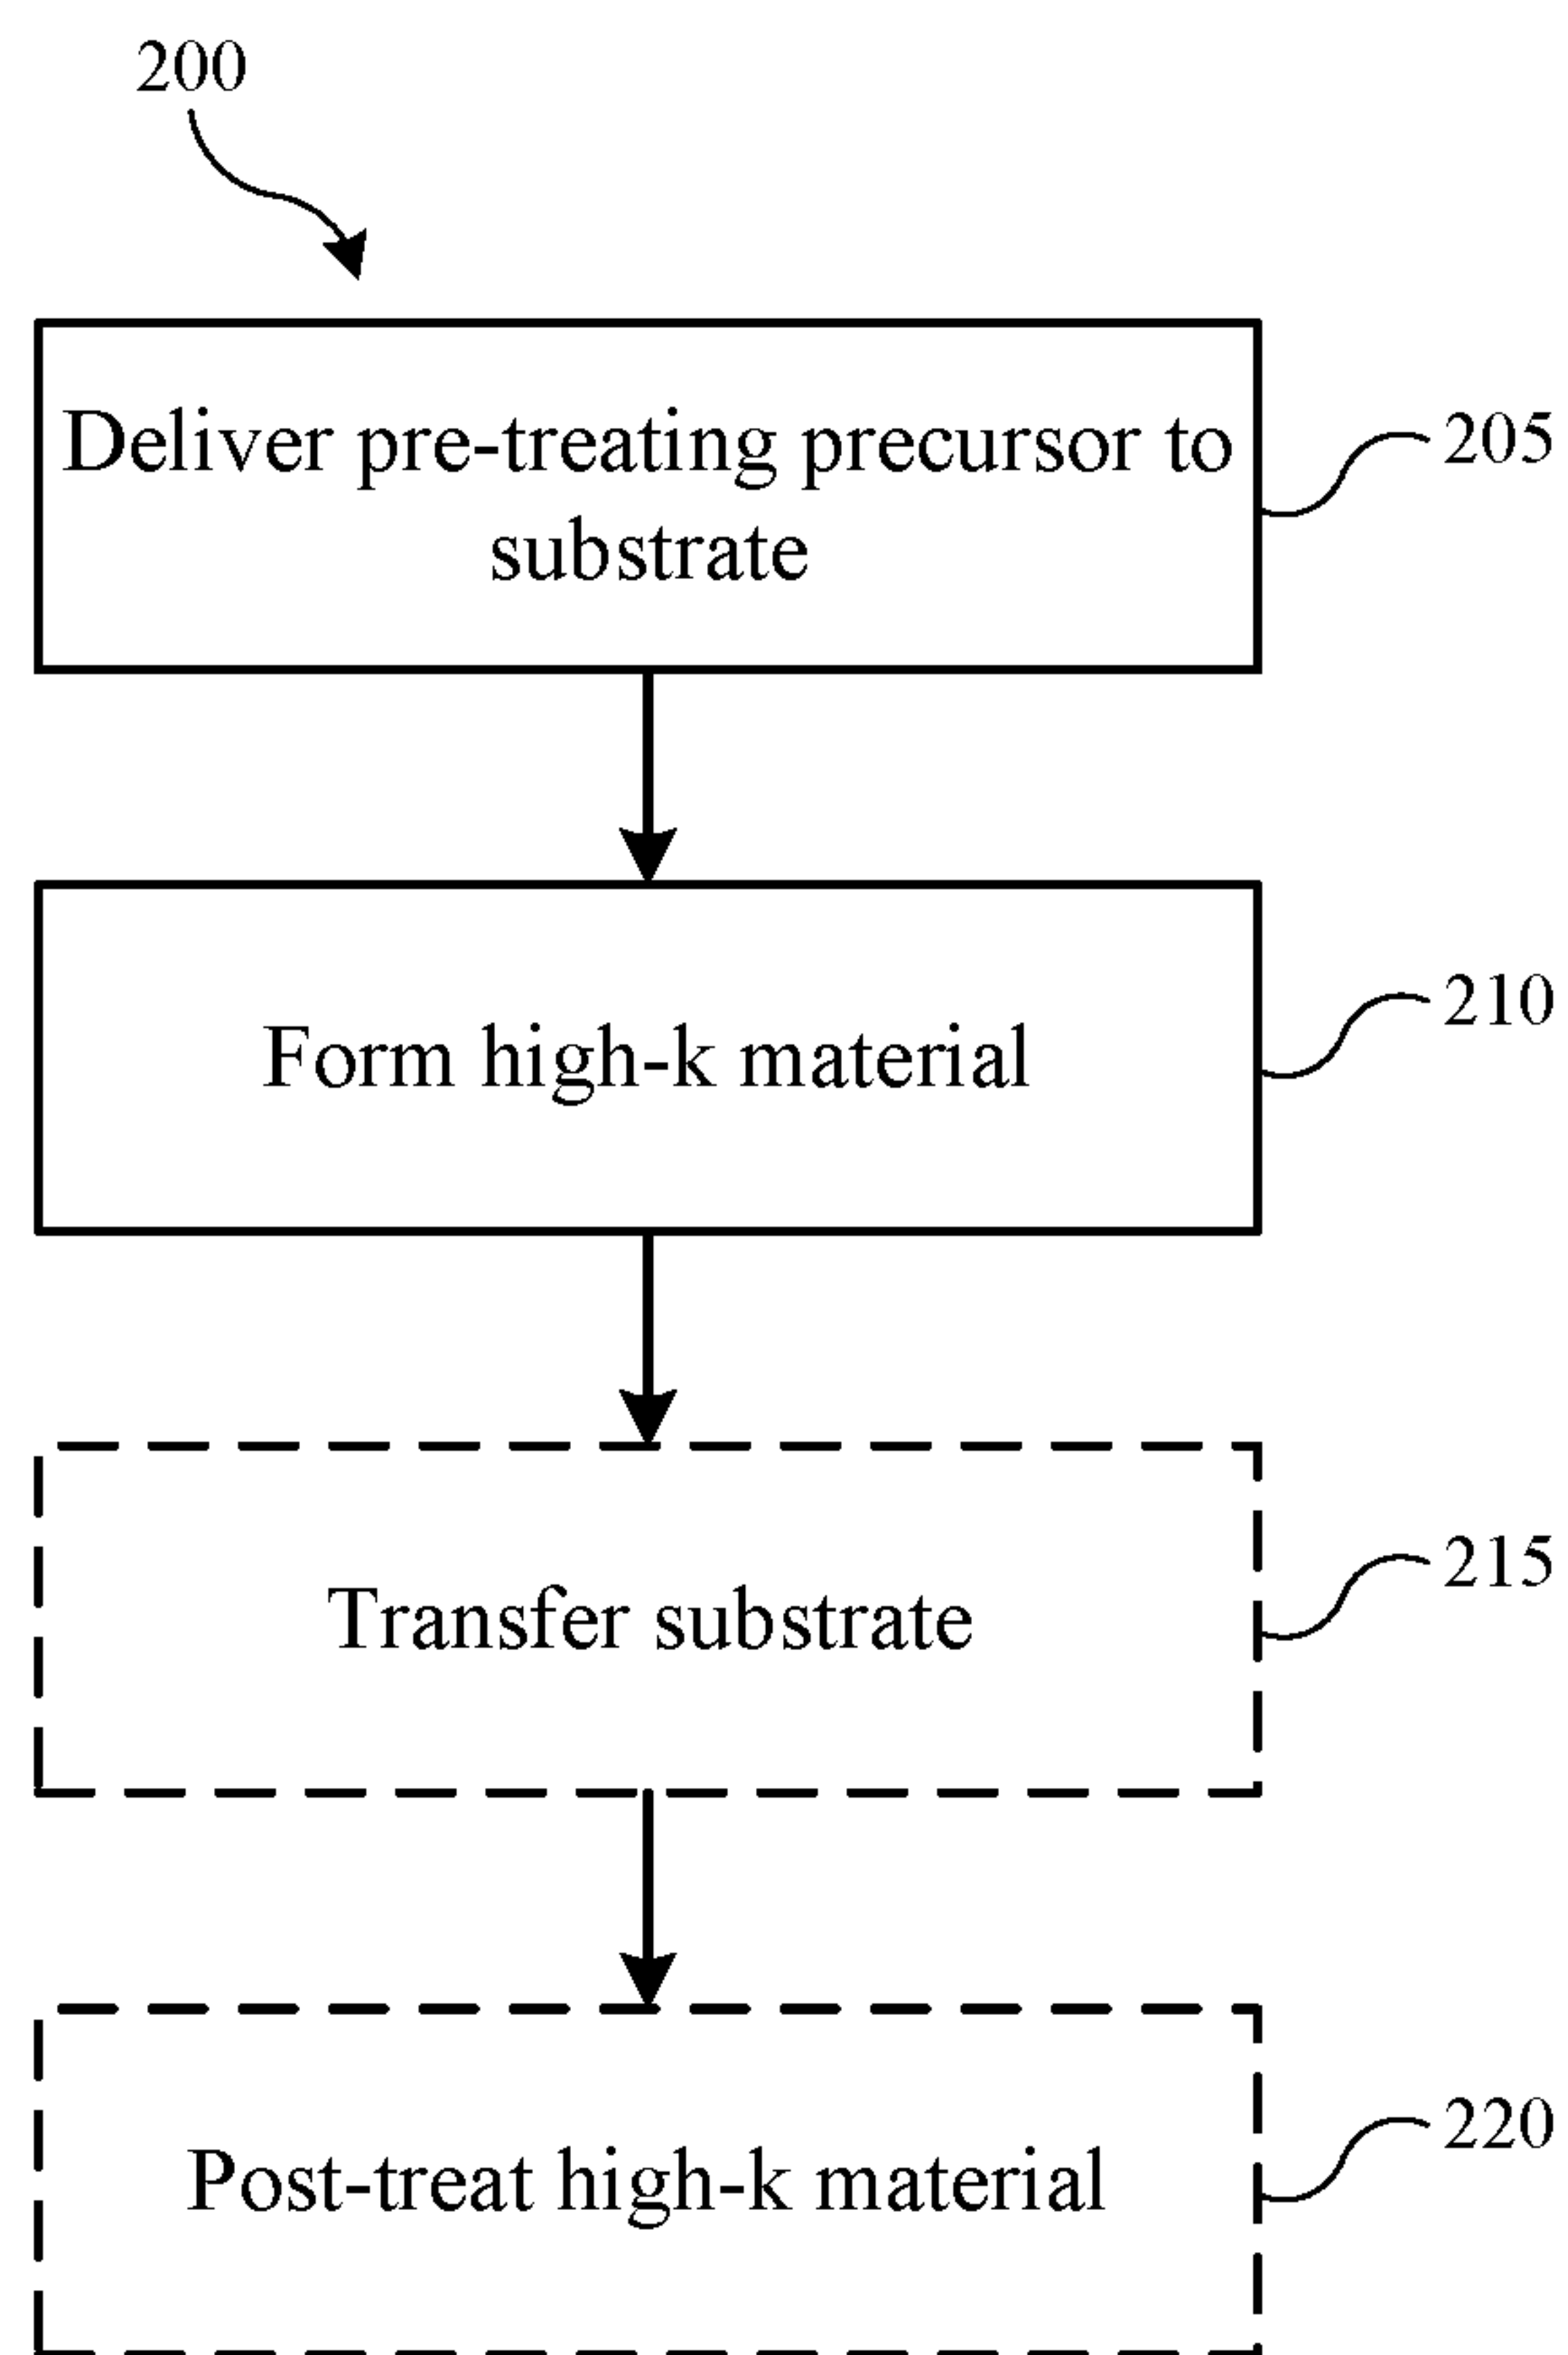 200
Deliver pre-treating precursor to
substrate
205
Form high-k material
210
Transfer substrate
215
Post-treat high-k material
220